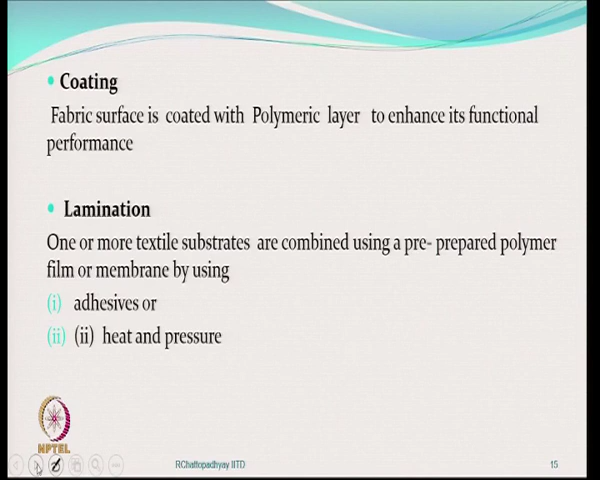 • Coating
Fabric surface is coated with Polymeric layer to enhance its functional
performance
• Lamination
One or more textile substrates are combined using a pre- prepared polymer
film or membrane by using
(i) adhesives or
(ii) (ii) heat and pressure
NPTEL
RChattopadhyay IITD
15